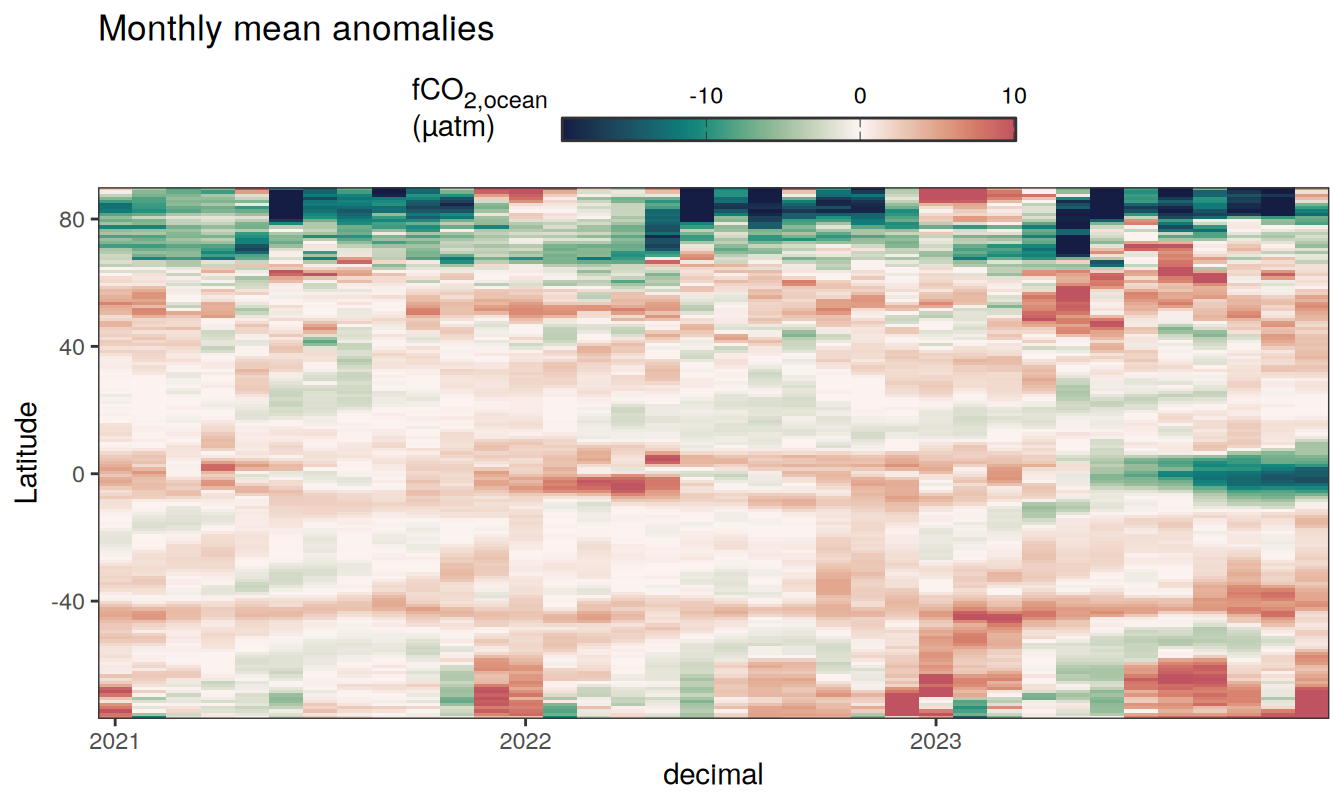 Monthly mean anomalies
fCO2,ocean
(µatm)
-10 0 10
80
40
0
-40
Latitude
2021 2022 2023
decimal